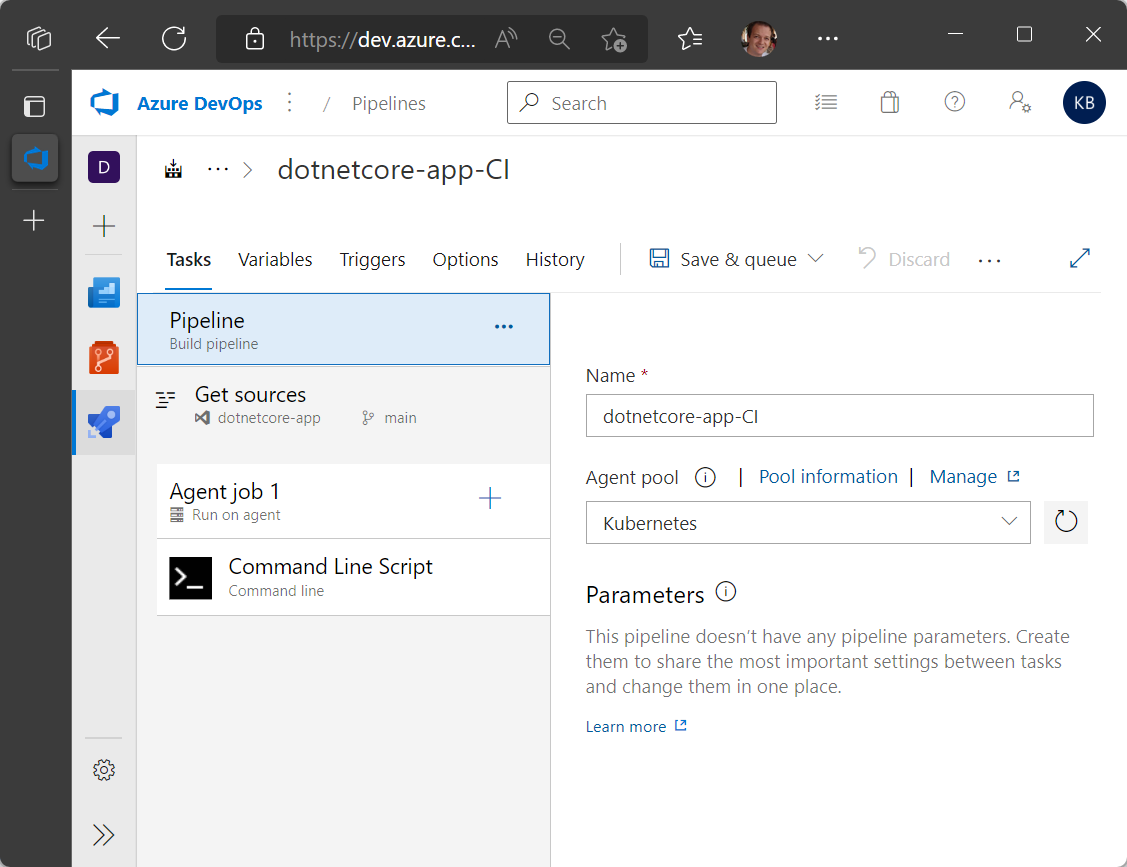 https://dev.azure.c...
Azure DevOps / Pipelines Search KB
D ... > dotnetcore-app-CI
Tasks Variables Triggers Options History Save & queue Discard ...
Pipeline ...
Build pipeline
Get sources
dotnetcore-app main
Agent job 1 +
Run on agent
Command Line Script
Command line
Name *
dotnetcore-app-CI
Agent pool | Pool information | Manage
Kubernetes
Parameters
This pipeline doesn't have any pipeline parameters. Create
them to share the most important settings between tasks
and change them in one place.
Learn more